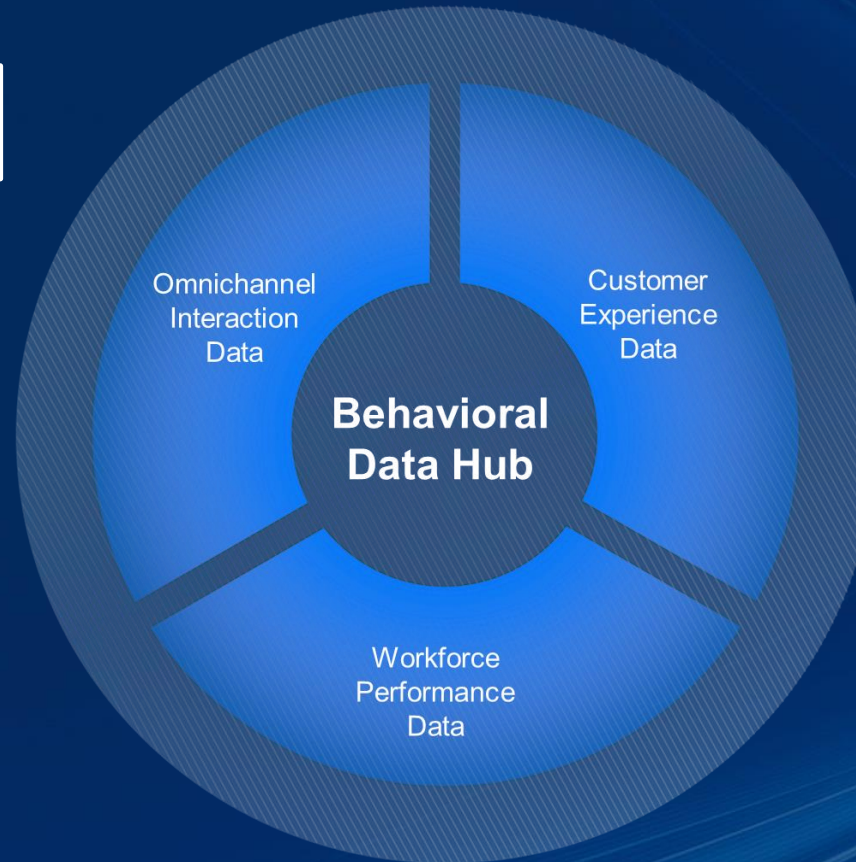 Omnichannel
Interaction
Data
Customer
Experience
Data
Behavioral
Data Hub
Workforce
Performance
Data